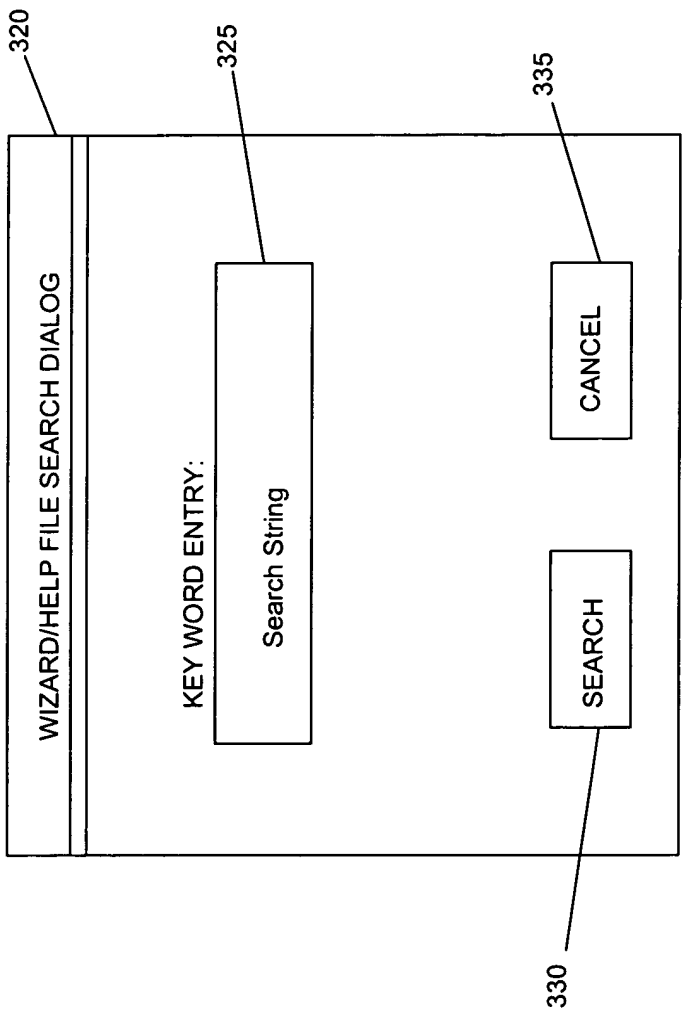 320
WIZARD/HELP FILE SEARCH DIALOG
325
KEY WORD ENTRY:
Search String
335
SEARCH
CANCEL
330